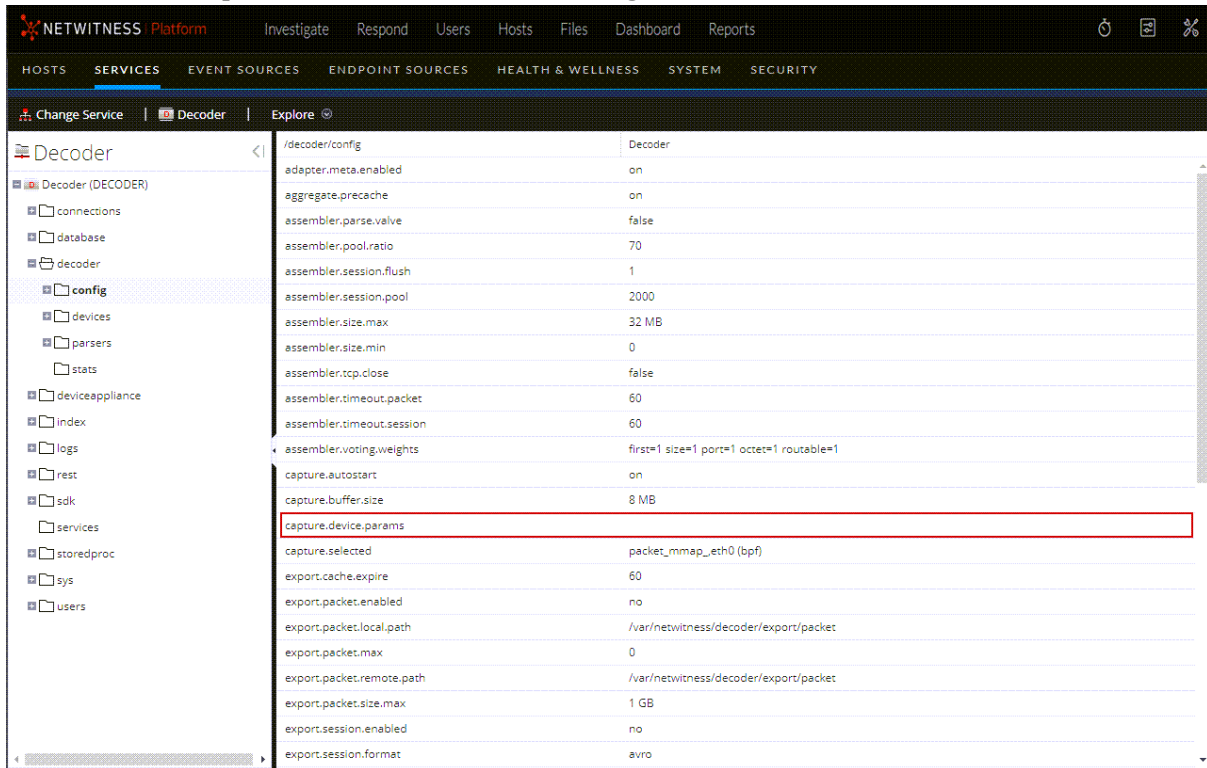 NETWITNESS Platform Investigate Respond Users Hosts Files Dashboard Reports
HOSTS SERVICES EVENT SOURCES ENDPOINT SOURCES HEALTH & WELLNESS SYSTEM SECURITY
Change Service | Decoder | Explore
Decoder
Decoder (DECODER)
connections
database
decoder
config
devices
parsers
stats
deviceappliance
index
logs
rest
sdk
services
storedproc
sys
users
/decoder/config Decoder
adapter.meta.enabled on
aggregate.precache on
assembler.parse.valve false
assembler.pool.ratio 70
assembler.session.flush 1
assembler.session.pool 2000
assembler.size.max 32 MB
assembler.size.min 0
assembler.tcp.close false
assembler.timeout.packet 60
assembler.timeout.session 60
assembler.voting.weights first=1 size=1 port=1 octet=1 routable=1
capture.autostart on
capture.buffer.size 8 MB
capture.device.params
capture.selected packet_mmap_,eth0 (bpf)
export.cache.expire 60
export.packet.enabled no
export.packet.local.path /var/netwitness/decoder/export/packet
export.packet.max 0
export.packet.remote.path /var/netwitness/decoder/export/packet
export.packet.size.max 1 GB
export.session.enabled no
export.session.format avro